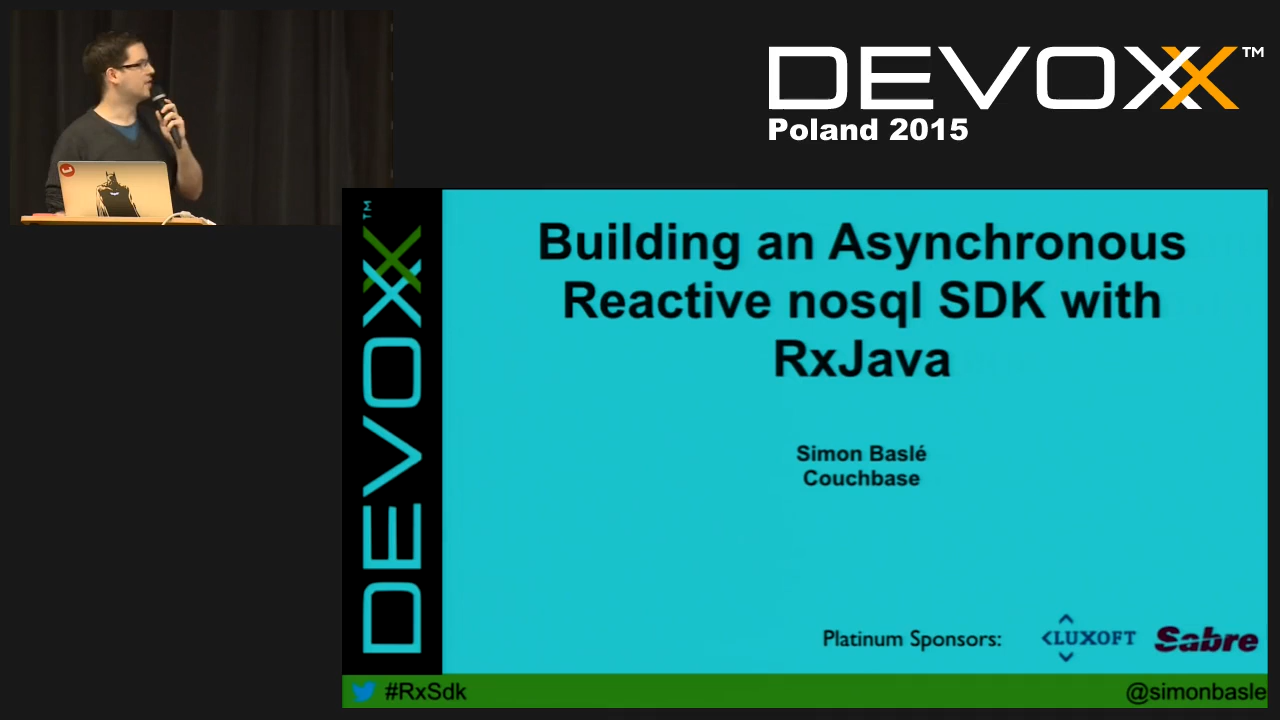 DEVOXX™
Poland 2015
DEVOXX™
Building an Asynchronous
Reactive nosql SDK with
RxJava
Simon Baslé
Couchbase
Platinum Sponsors:
LUXOFT
Sabre
#RxSdk
@simonbasle